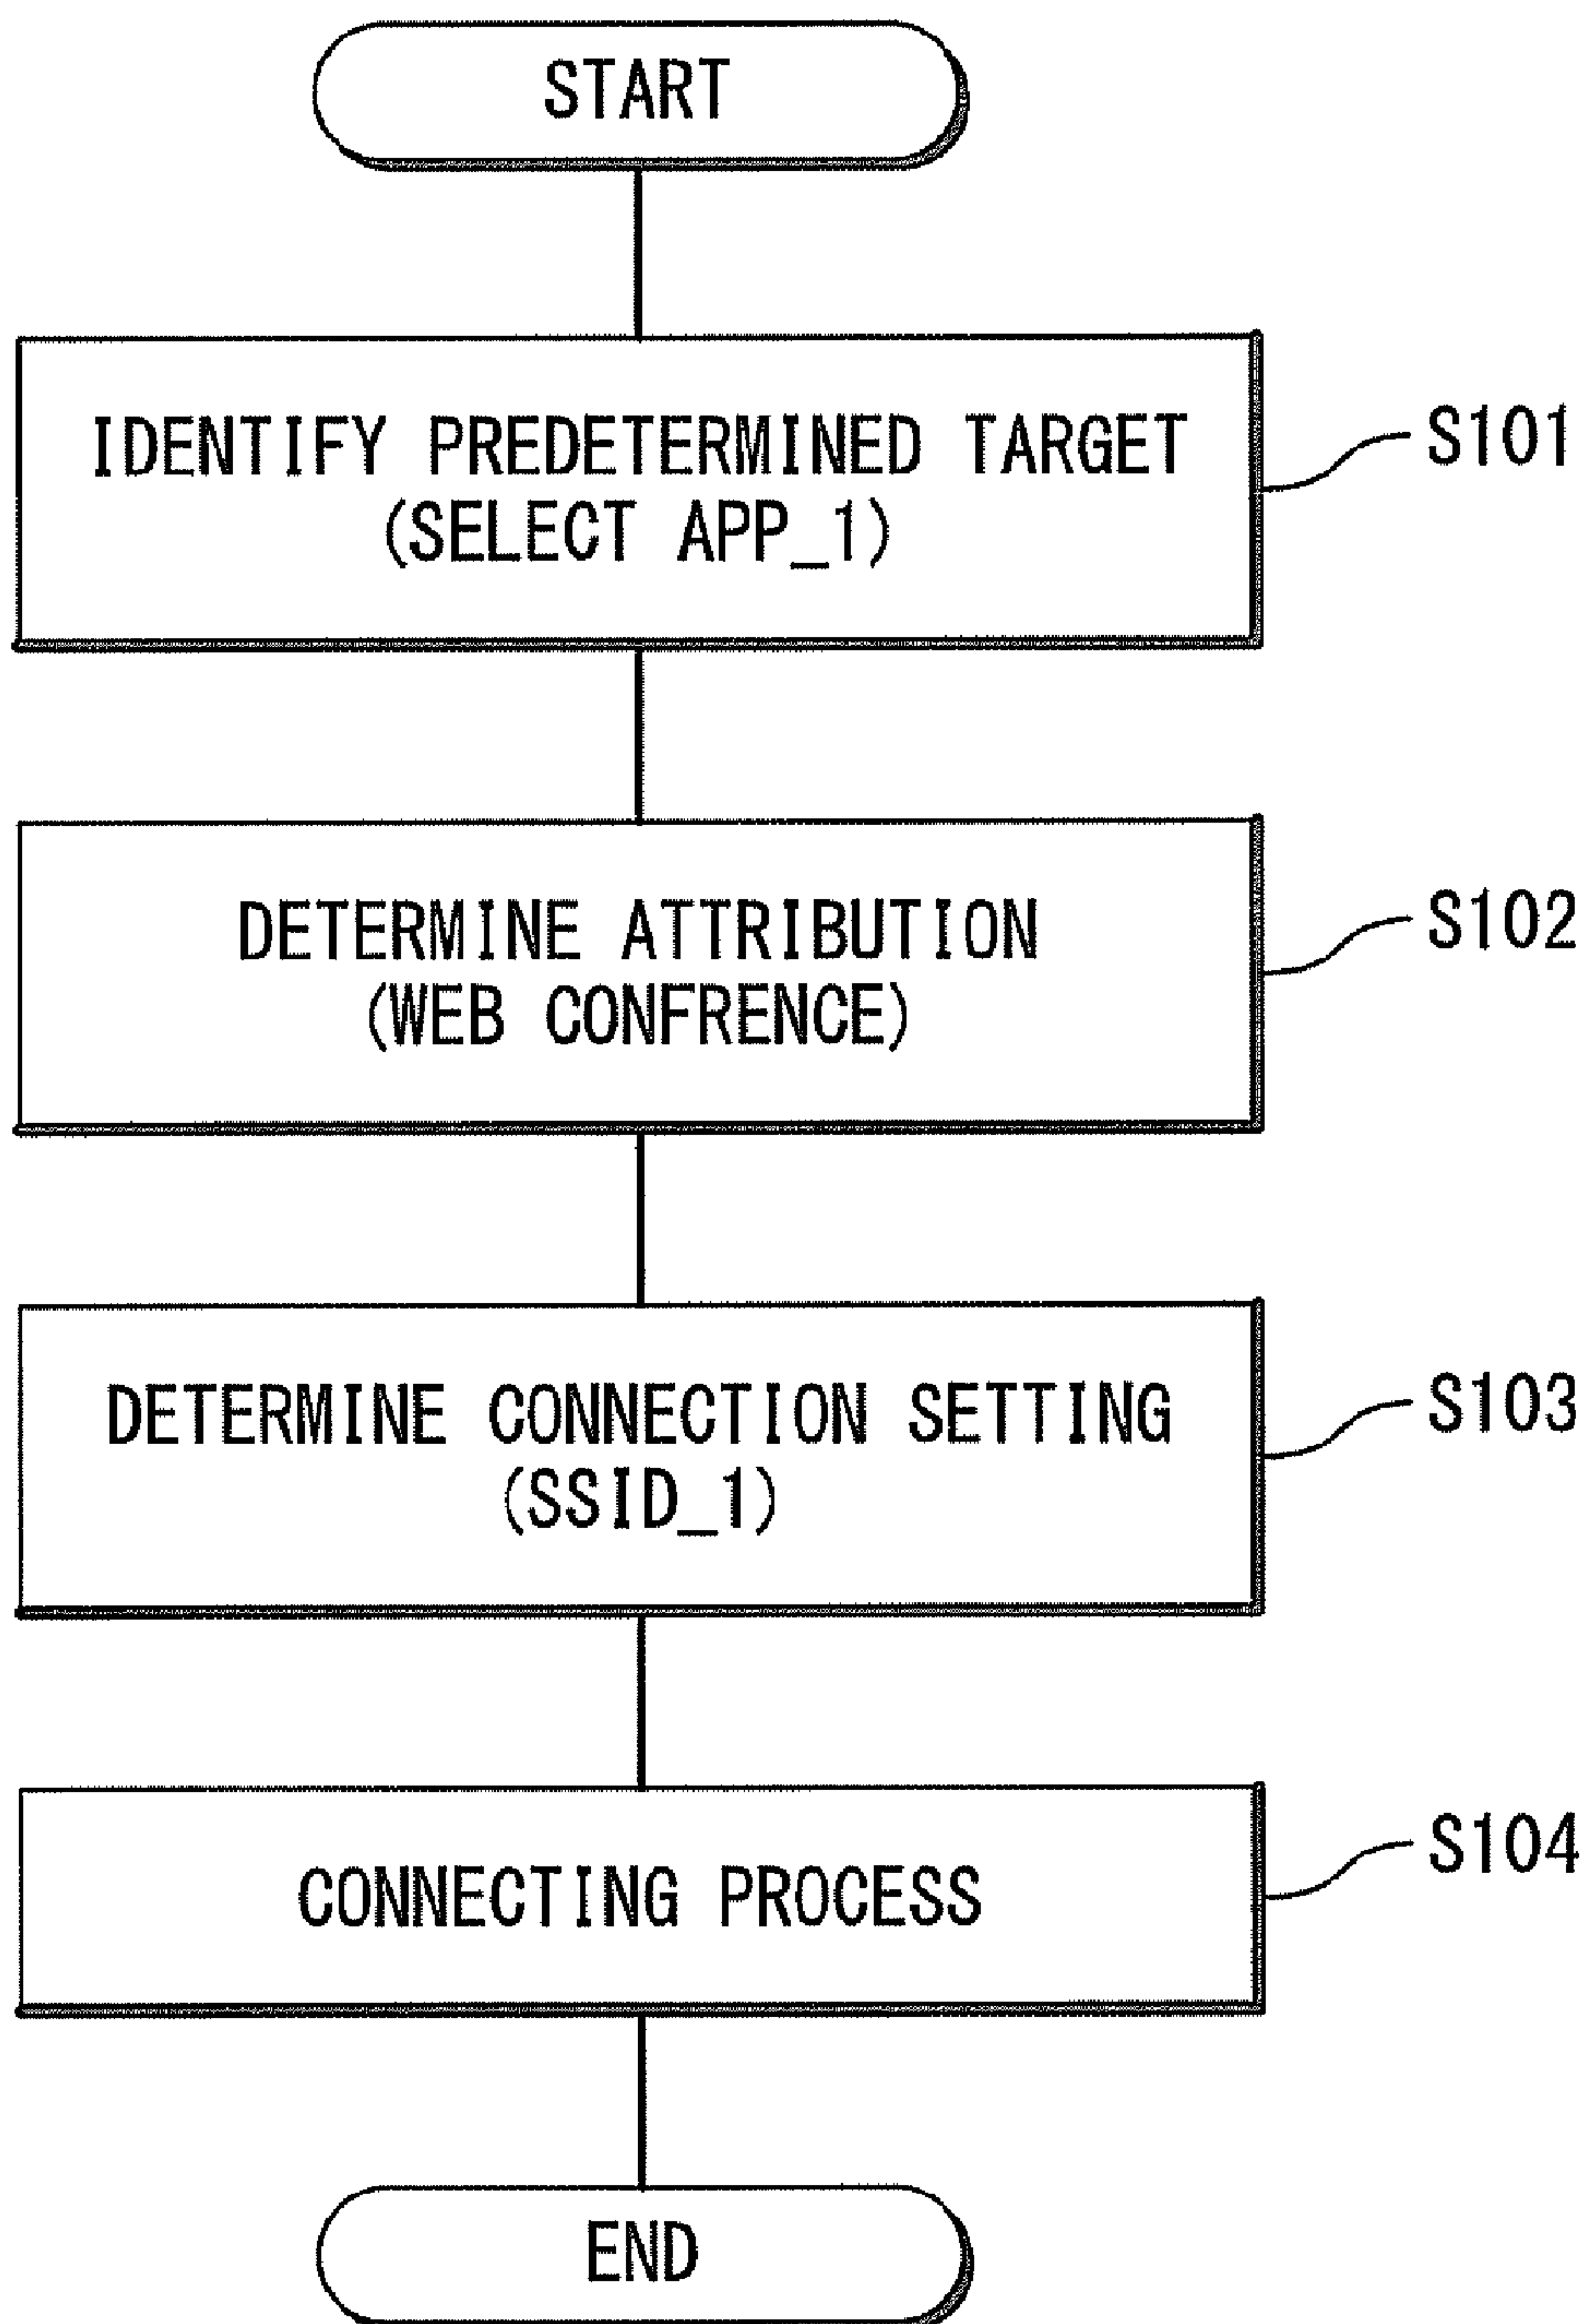 START
IDENTIFY PREDETERMINED TARGET
(SELECT APP_1)
S101
DETERMINE ATTRIBUTION
(WEB CONFRENCE)
S102
DETERMINE CONNECTION SETTING
(SSID_1)
S103
CONNECTING PROCESS
S104
END